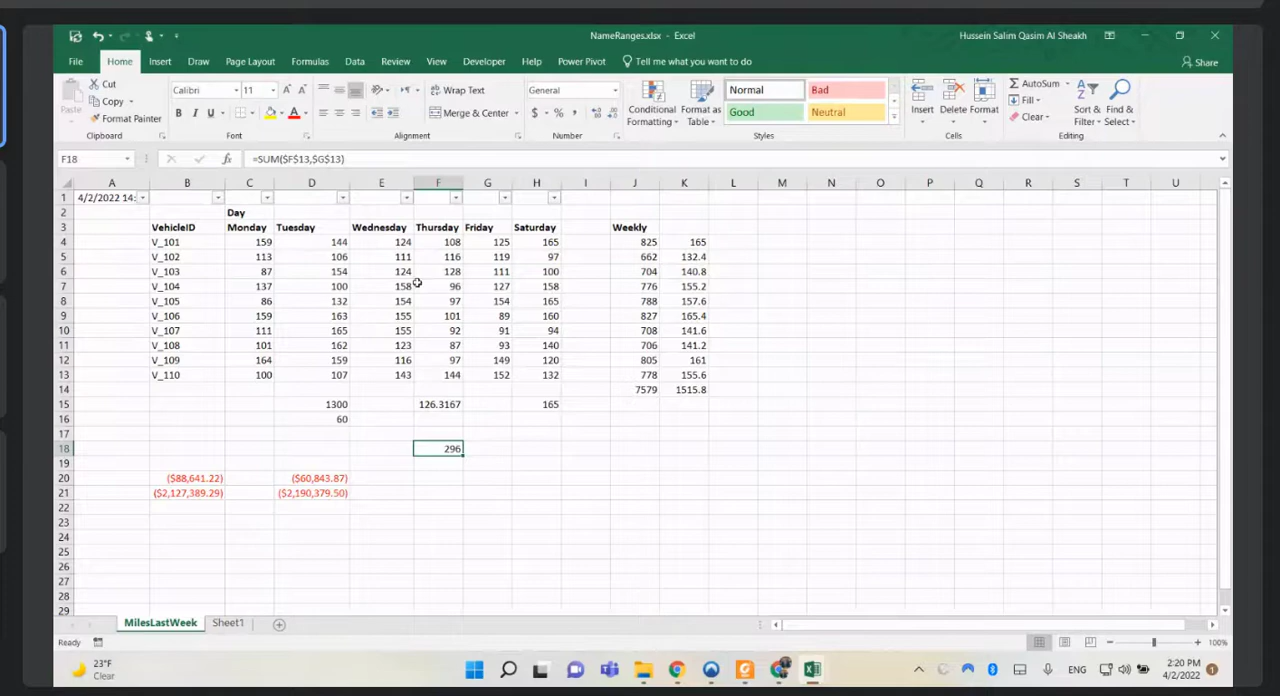 NameRanges.xlsx - Excel
Hussein Salim Qasim Al Sheakh
File Home Insert Draw Page Layout Formulas Data Review View Developer Help Power Pivot Tell me what you want to do Share
Paste Cut Copy Format Painter Clipboard
Calibri 11 B I U Font
Wrap Text Merge & Center Alignment
General $ % , Number
Conditional Formatting Format as Table Normal Bad Good Neutral Styles
Insert Delete Format Cells
AutoSum Fill Clear Sort & Filter Find & Select Editing
F18 fx =SUM($F$13,$G$13)
A B C D E F G H I J K L M N O P Q R S T U
1 4/2/2022 14:
2 Day
3 VehicleID Monday Tuesday Wednesday Thursday Friday Saturday Weekly
4 V_101 159 144 124 108 125 165 825 165
5 V_102 113 106 111 116 119 97 662 132.4
6 V_103 87 154 124 128 111 100 704 140.8
7 V_104 137 100 158 96 127 158 776 155.2
8 V_105 86 132 154 97 154 165 788 157.6
9 V_106 159 163 155 101 89 160 827 165.4
10 V_107 111 165 155 92 91 94 708 141.6
11 V_108 101 162 123 87 93 140 706 141.2
12 V_109 164 159 116 97 149 120 805 161
13 V_110 100 107 143 144 152 132 778 155.6
14 7579 1515.8
15 1300 126.3167 165
16 60
17
18 296
19
20 ($88,641.22) ($60,843.87)
21 ($2,127,389.29) ($2,190,379.50)
22
23
24
25
26
27
28
29
MilesLastWeek Sheet1
Ready 100%
23°F
Clear
ENG
2:20 PM
4/2/2022
1